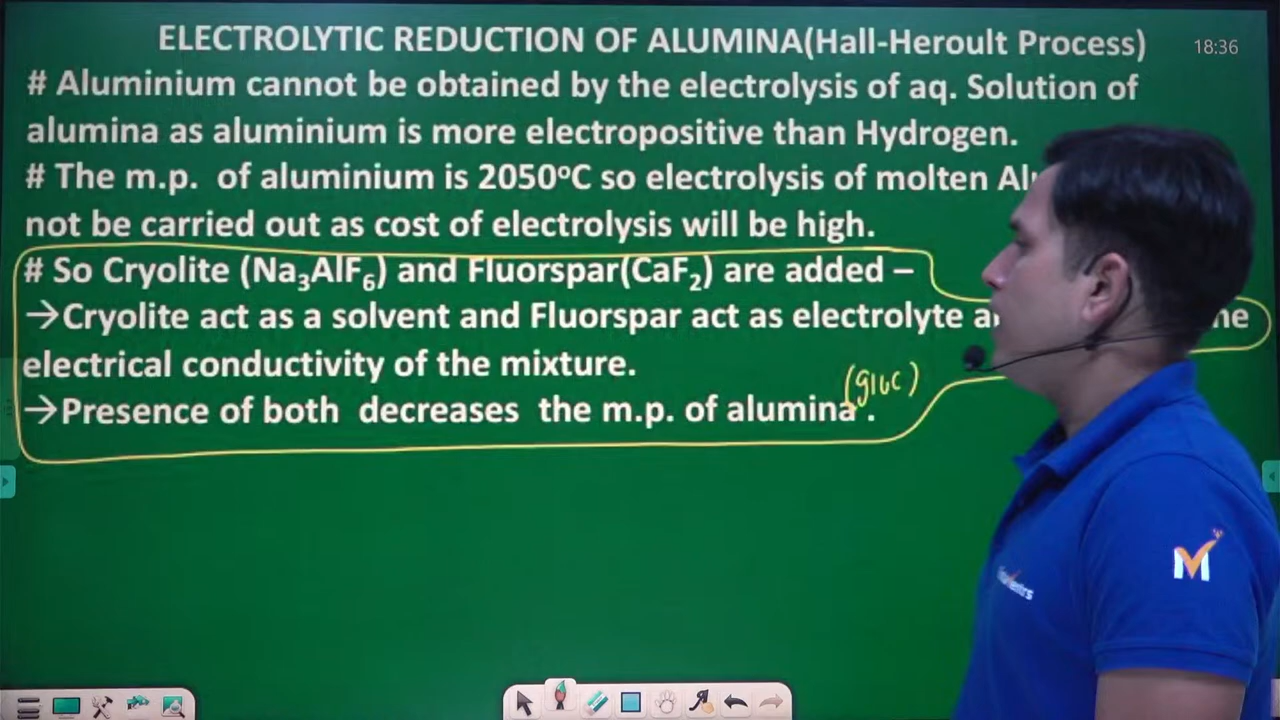 ELECTROLYTIC REDUCTION OF ALUMINA(Hall-Heroult Process)
18:36
# Aluminium cannot be obtained by the electrolysis of aq. Solution of
alumina as aluminium is more electropositive than Hydrogen.
# The m.p. of aluminium is 2050°C so electrolysis of molten
not be carried out as cost of electrolysis will be high.
# So Cryolite (Na₃AlF₆) and Fluorspar(CaF₂) are added –
→Cryolite act as a solvent and Fluorspar act as electrolyte
electrical conductivity of the mixture.
→Presence of both decreases the m.p. of alumina .
M